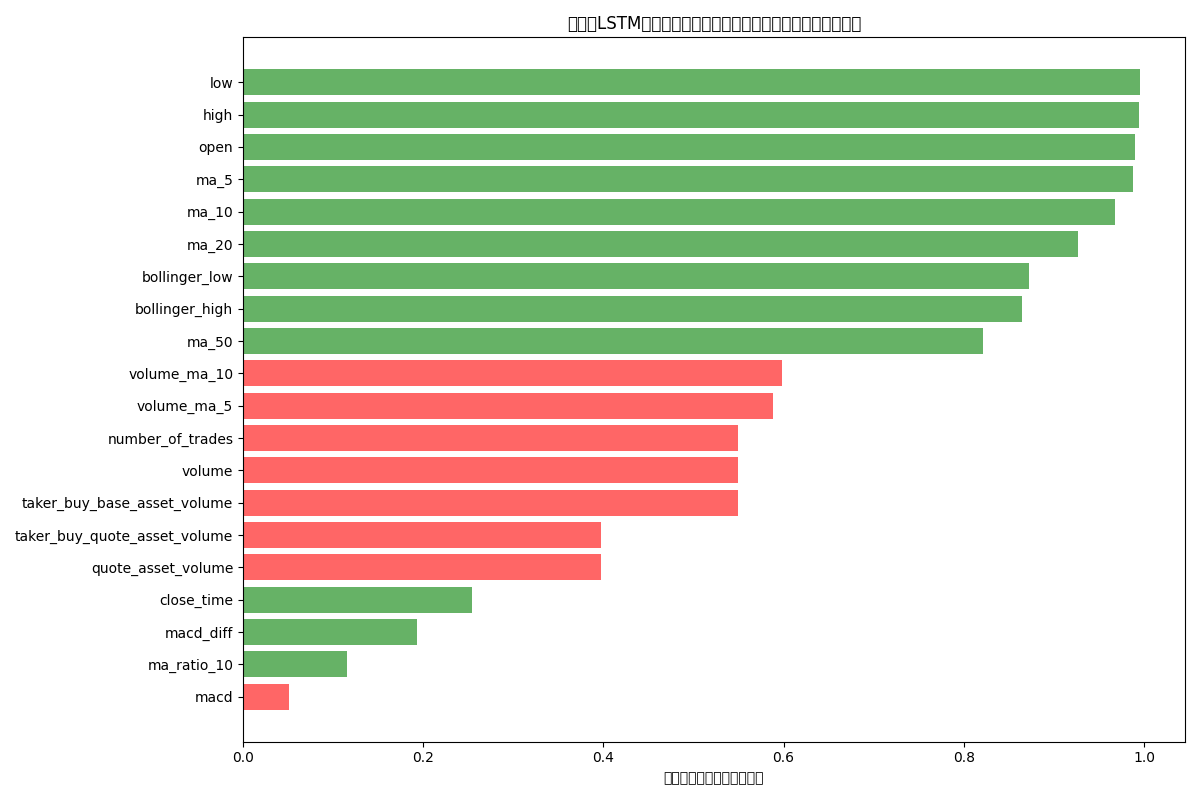 LSTM
low
high
open
ma_5
ma_10
ma_20
bollinger_low
bollinger_high
ma_50
volume_ma_10
volume_ma_5
number_of_trades
volume
taker_buy_base_asset_volume
taker_buy_quote_asset_volume
quote_asset_volume
close_time
macd_diff
ma_ratio_10
macd
0.0 0.2 0.4 0.6 0.8 1.0